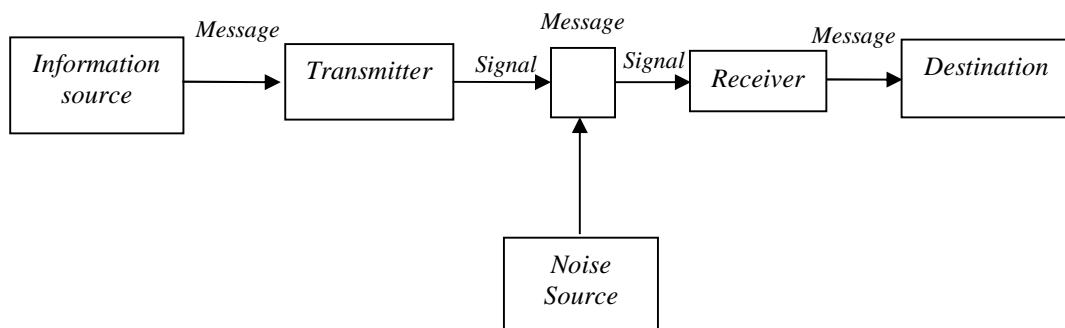 Information
source
Message
Transmitter
Signal
Message
Signal
Receiver
Message
Destination
Noise
Source